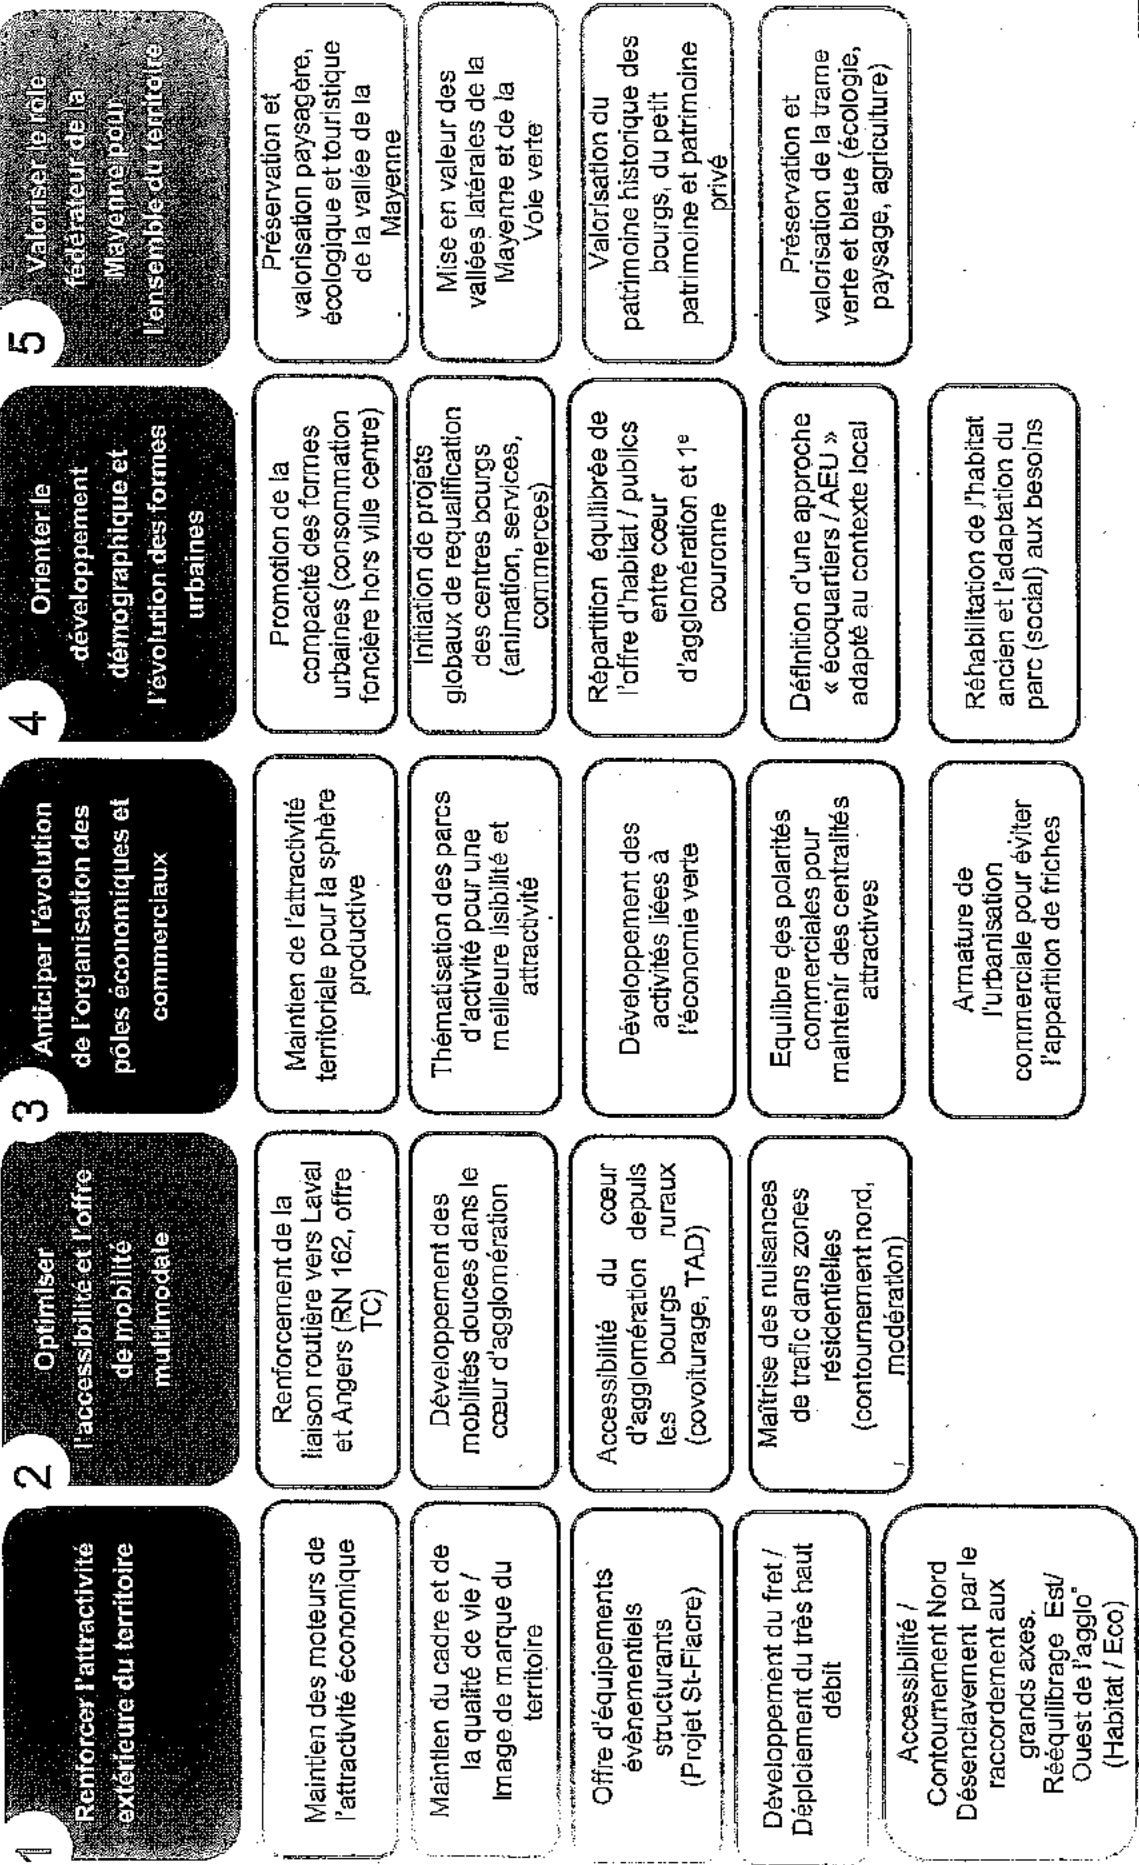 1
Renforcer l'attractivité
extérieure du territoire
Maintien des moteurs de
l'attractivité économique
Maintien du cadre et de
la qualité de vie /
Image de marque du
territoire
Offre d'équipements
évènementiels
structurants
(Projet St-Fiacre)
Développement du fret /
Déploiement du très haut
débit
Accessibilité /
Contournement Nord
Désenclavement par le
raccordement aux
grands axes.
Rééquilibrage Est/
Ouest de l'agglo"
(Habitat / Eco)
2
Optimiser
l'accessibilité et l'offre
de mobilité
multimodale
Renforcement de la
liaison routière vers Laval
et Angers (RN 162, offre
TC)
Développement des
mobilités douces dans le
cœur d'agglomération
Accessibilité du cœur
d'agglomération depuis
les bourgs ruraux
(covoiturage, TAD)
Maîtrise des nuisances
de trafic dans zones
résidentielles
(contournement nord,
modération)
3
Anticiper l'évolution
de l'organisation des
pôles économiques et
commerciaux
Maintien de l'attractivité
territoriale pour la sphère
productive
Thématisation des parcs
d'activité pour une
meilleure lisibilité et
attractivité
Développement des
activités liées à
l'économie verte
Equilibre des polarités
commerciales pour
maintenir des centralités
attractives
Armature de
l'urbanisation
commerciale pour éviter
l'apparition de friches
4
Orienter le
développement
démographique et
l'évolution des formes
urbaines
Promotion de la
compacité des formes
urbaines (consommation
foncière hors ville centre)
Initiation de projets
globaux de requalification
des centres bourgs
(animation, services,
commerces)
Répartition équilibrée de
l'offre d'habitat / publics
entre cœur
d'agglomération et 1e
couronne
Définition d'une approche
« écoquartiers / AEU »
adapté au contexte local
Réhabilitation de l'habitat
ancien et l'adaptation du
parc (social) aux besoins
5
Valoriser le rôle
fédérateur de la
Mayenne pour
l'ensemble du territoire
Préservation et
valorisation paysagère,
écologique et touristique
de la vallée de la
Mayenne
Mise en valeur des
vallées latérales de la
Mayenne et de la
Voie verte
Valorisation du
patrimoine historique des
bourgs, du petit
patrimoine et patrimoine
privé
Préservation et
valorisation de la trame
verte et bleue (écologie,
paysage, agriculture)